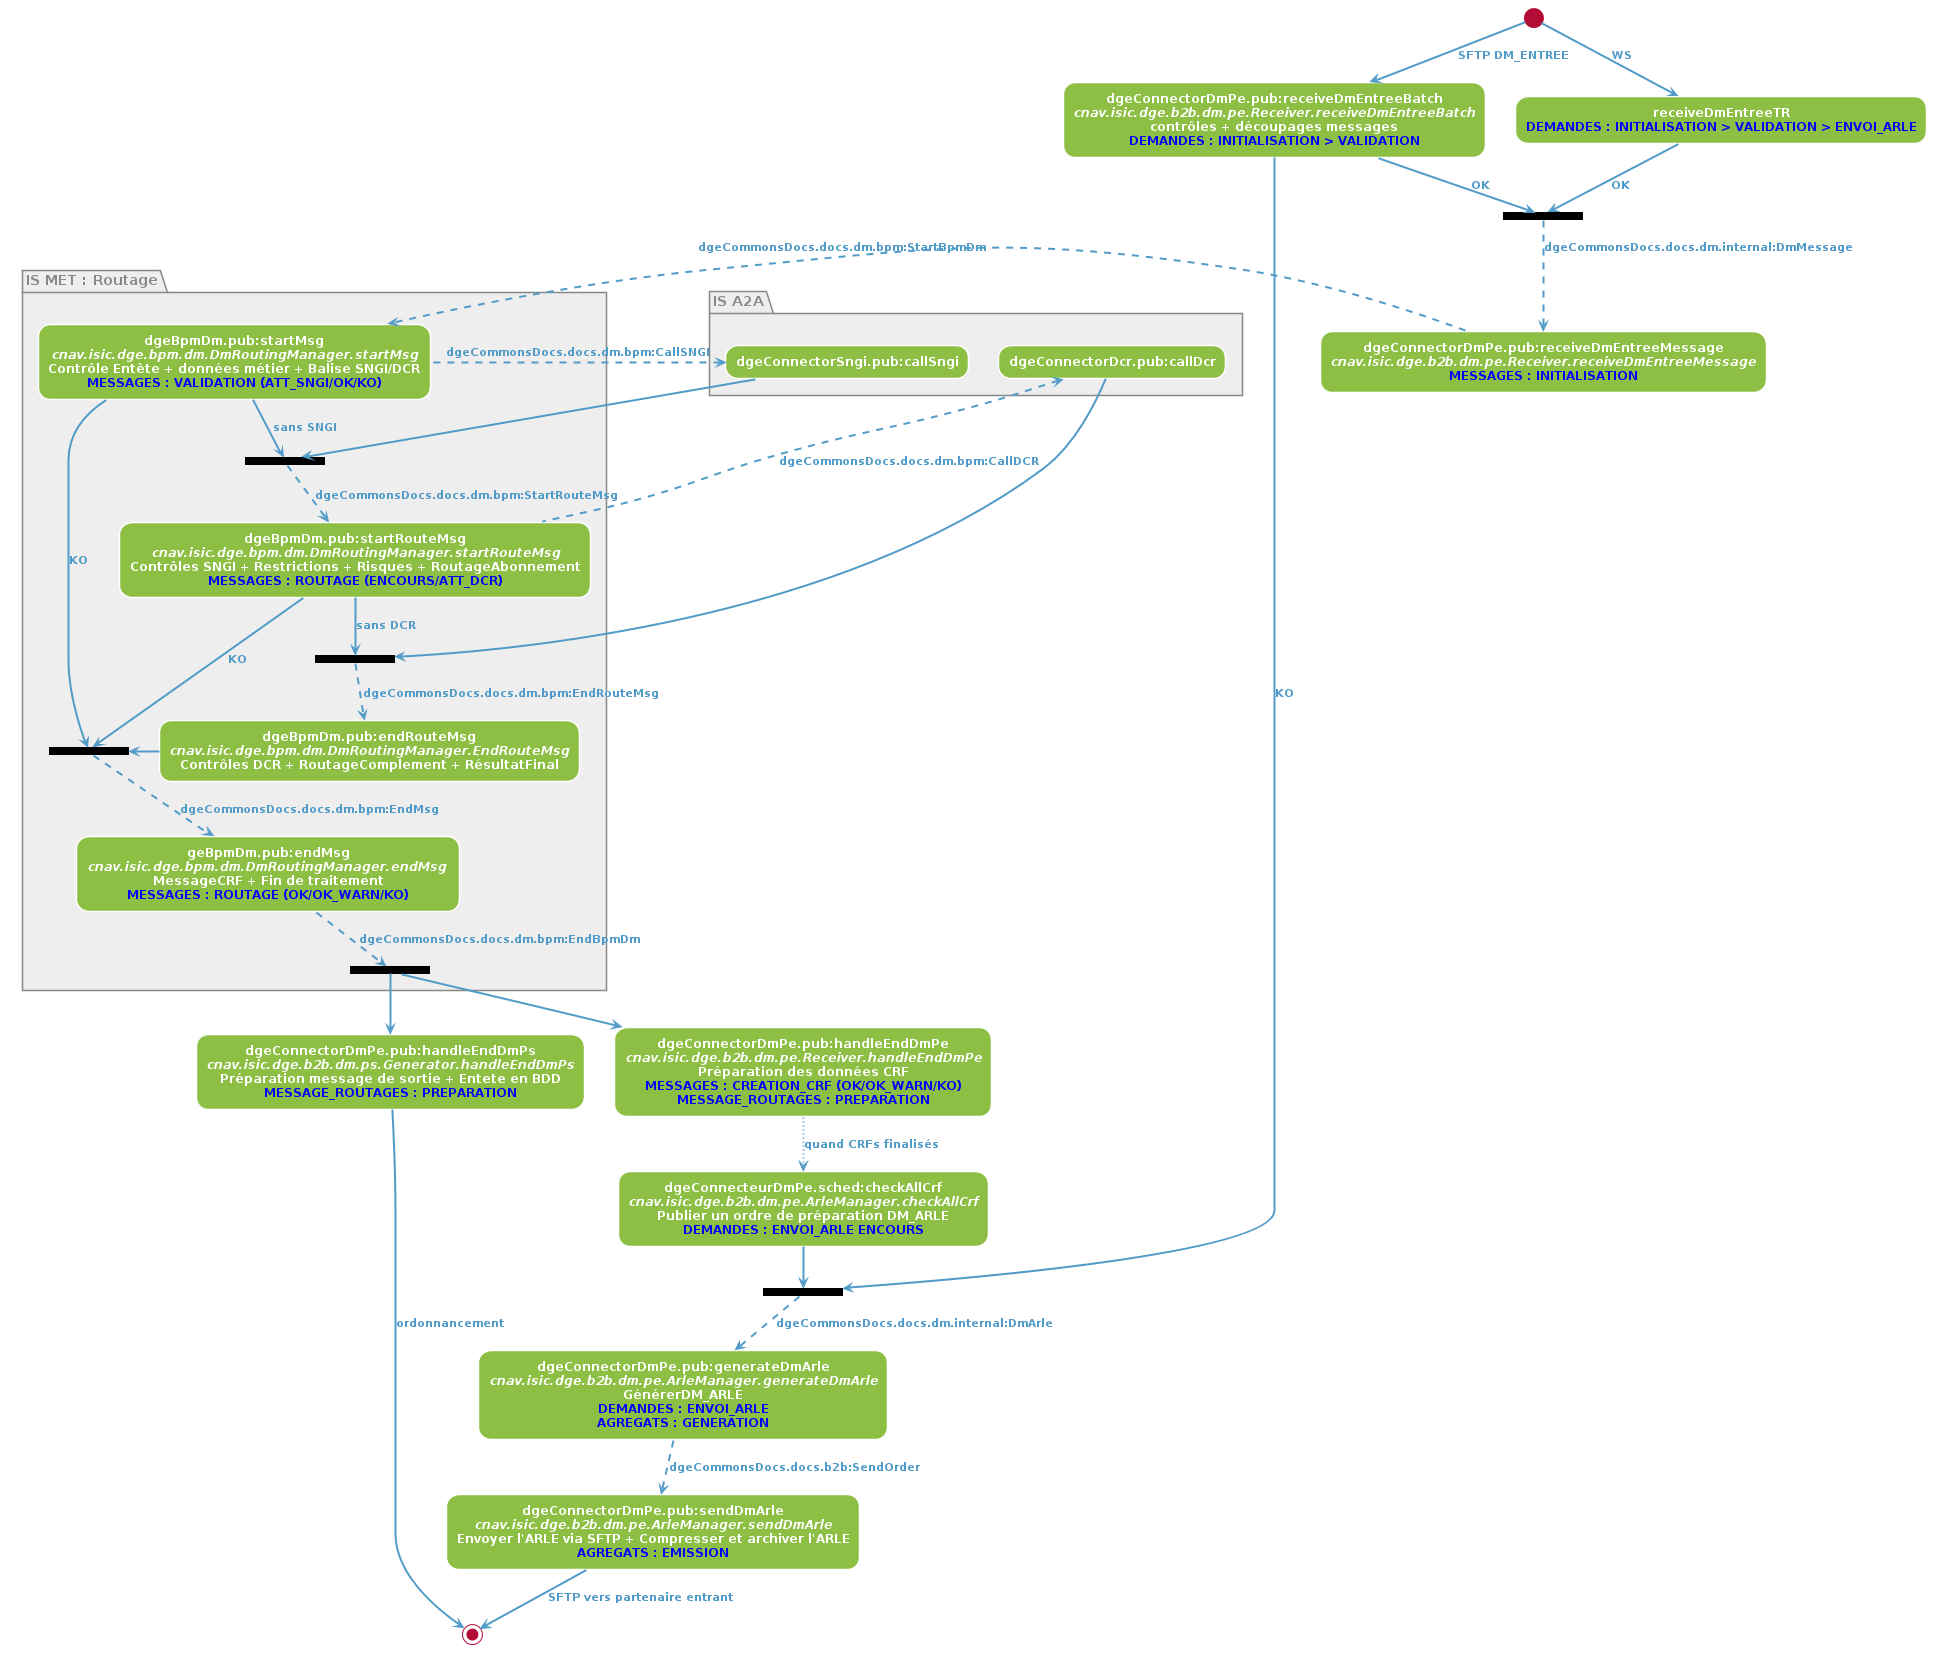 SFTP DM_ENTREE
WS
dgeConnectorDmPe.pub:receiveDmEntreeBatch
cnav.isic.dge.b2b.dm.pe.Receiver.receiveDmEntreeBatch
contrôles + découpages messages
DEMANDES : INITIALISATION > VALIDATION
receiveDmEntreeTR
DEMANDES : INITIALISATION > VALIDATION > ENVOI_ARLE
OK
OK
dgeCommonsDocs.docs.dm.bpm:StartBpmDm
dgeCommonsDocs.docs.dm.internal:DmMessage
IS MET : Routage
IS A2A
dgeBpmDm.pub:startMsg
cnav.isic.dge.bpm.dm.DmRoutingManager.startMsg
Contrôle Entête + données métier + Balise SNGI/DCR
MESSAGES : VALIDATION (ATT_SNGI/OK/KO)
dgeCommonsDocs.docs.dm.bpm:CallSNGI
dgeConnectorSngi.pub:callSngi
dgeConnectorDcr.pub:callDcr
dgeConnectorDmPe.pub:receiveDmEntreeMessage
cnav.isic.dge.b2b.dm.pe.Receiver.receiveDmEntreeMessage
MESSAGES : INITIALISATION
sans SNGI
dgeCommonsDocs.docs.dm.bpm:CallDCR
dgeCommonsDocs.docs.dm.bpm:StartRouteMsg
KO
dgeBpmDm.pub:startRouteMsg
cnav.isic.dge.bpm.dm.DmRoutingManager.startRouteMsg
Contrôles SNGI + Restrictions + Risques + RoutageAbonnement
MESSAGES : ROUTAGE (ENCOURS/ATT_DCR)
sans DCR
KO
dgeCommonsDocs.docs.dm.bpm:EndRouteMsg
KO
dgeBpmDm.pub:endRouteMsg
cnav.isic.dge.bpm.dm.DmRoutingManager.EndRouteMsg
Contrôles DCR + RoutageComplement + RésultatFinal
dgeCommonsDocs.docs.dm.bpm:EndMsg
geBpmDm.pub:endMsg
cnav.isic.dge.bpm.dm.DmRoutingManager.endMsg
MessageCRF + Fin de traitement
MESSAGES : ROUTAGE (OK/OK_WARN/KO)
dgeCommonsDocs.docs.dm.bpm:EndBpmDm
dgeConnectorDmPe.pub:handleEndDmPs
cnav.isic.dge.b2b.dm.ps.Generator.handleEndDmPs
Préparation message de sortie + Entete en BDD
MESSAGE_ROUTAGES : PREPARATION
dgeConnectorDmPe.pub:handleEndDmPe
cnav.isic.dge.b2b.dm.pe.Receiver.handleEndDmPe
Préparation des données CRF
MESSAGES : CREATION_CRF (OK/OK_WARN/KO)
MESSAGE_ROUTAGES : PREPARATION
quand CRFs finalisés
dgeConnecteurDmPe.sched:checkAllCrf
cnav.isic.dge.b2b.dm.pe.ArleManager.checkAllCrf
Publier un ordre de préparation DM_ARLE
DEMANDES : ENVOI_ARLE ENCOURS
ordonnancement
dgeCommonsDocs.docs.dm.internal:DmArle
dgeConnectorDmPe.pub:generateDmArle
cnav.isic.dge.b2b.dm.pe.ArleManager.generateDmArle
GénérerDM_ARLE
DEMANDES : ENVOI_ARLE
AGREGATS : GENERATION
dgeCommonsDocs.docs.b2b:SendOrder
dgeConnectorDmPe.pub:sendDmArle
cnav.isic.dge.b2b.dm.pe.ArleManager.sendDmArle
Envoyer l'ARLE via SFTP + Compresser et archiver l'ARLE
AGREGATS : EMISSION
SFTP vers partenaire entrant